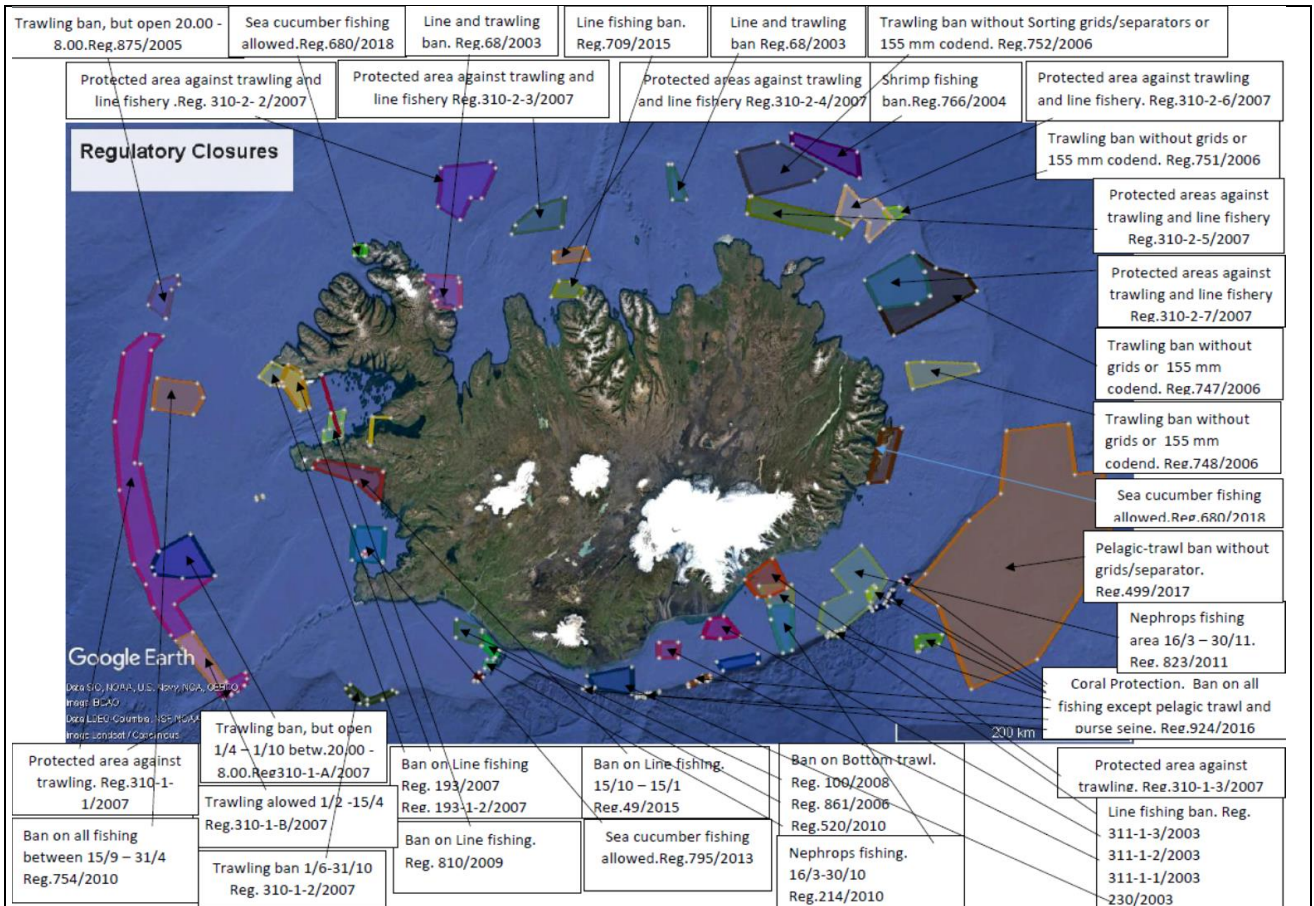 Trawling ban, but open 20.00 -
8.00.Reg.875/2005
Sea cucumber fishing
allowed.Reg.680/2018
Line and trawling
ban. Reg.68/2003
Line fishing ban.
Reg.709/2015
Line and trawling
ban Reg.68/2003
Trawling ban without Sorting grids/separators or
155 mm codend. Reg.752/2006
Protected area against trawling and
line fishery .Reg. 310-2- 2/2007
Protected area against trawling and
line fishery Reg.310-2-3/2007
Protected areas against trawling
and line fishery Reg.310-2-4/2007
Shrimp fishing
ban.Reg.766/2004
Protected area against trawling
and line fishery. Reg.310-2-6/2007
Regulatory Closures
Trawling ban without grids or
155 mm codend. Reg.751/2006
Protected areas against
trawling and line fishery
Reg.310-2-5/2007
Protected areas against
trawling and line fishery
Reg.310-2-7/2007
Trawling ban without
grids or 155 mm
codend. Reg.747/2006
Trawling ban without
grids or 155 mm
codend. Reg.748/2006
Sea cucumber fishing
allowed.Reg.680/2018
Pelagic-trawl ban without
grids/separator.
Reg.499/2017
Nephrops fishing
area 16/3 – 30/11.
Reg. 823/2011
Coral Protection. Ban on all
fishing except pelagic trawl and
purse seine. Reg.924/2016
Google Earth
Data SIO, NOAA, U.S. Navy, NGA, GEBCO
Image IBCAO
Data LDEO-Columbia, NSF, NOAA
Image Landsat / Copernicus
200 km
Protected area against
trawling. Reg.310-1-
1/2007
Trawling ban, but open
1/4 – 1/10 betw.20.00 -
8.00.Reg310-1-A/2007
Trawling alowed 1/2 -15/4
Reg.310-1-B/2007
Ban on all fishing
between 15/9 – 31/4
Reg.754/2010
Trawling ban 1/6-31/10
Reg. 310-1-2/2007
Ban on Line fishing
Reg. 193/2007
Reg. 193-1-2/2007
Ban on Line fishing.
Reg. 810/2009
Ban on Line fishing.
15/10 – 15/1
Reg.49/2015
Sea cucumber fishing
allowed.Reg.795/2013
Ban on Bottom trawl.
Reg. 100/2008
Reg. 861/2006
Reg.520/2010
Nephrops fishing.
16/3-30/10
Reg.214/2010
Protected area against
trawling. Reg.310-1-3/2007
Line fishing ban. Reg.
311-1-3/2003
311-1-2/2003
311-1-1/2003
230/2003